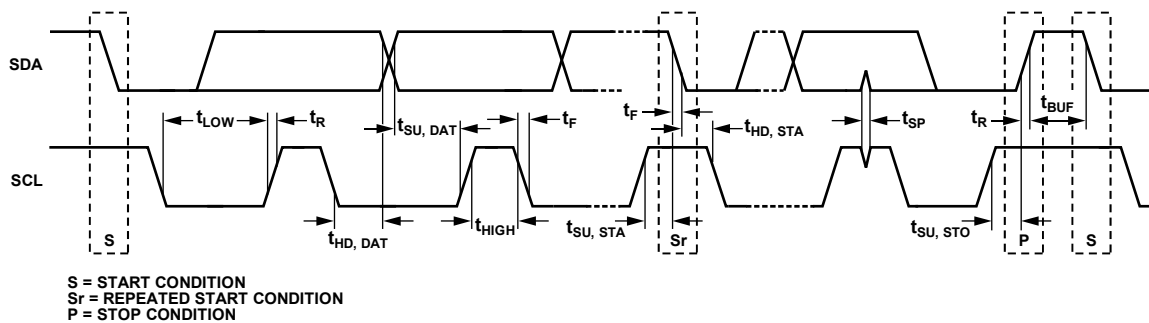 SDA
tLOW
tR
tSU, DAT
tF
tF
tHD, STA
tSP
tR
tBUF
SCL
tHD, DAT
tHIGH
tSU, STA
tSU, STO
S
Sr
P
S
S = START CONDITION
Sr = REPEATED START CONDITION
P = STOP CONDITION